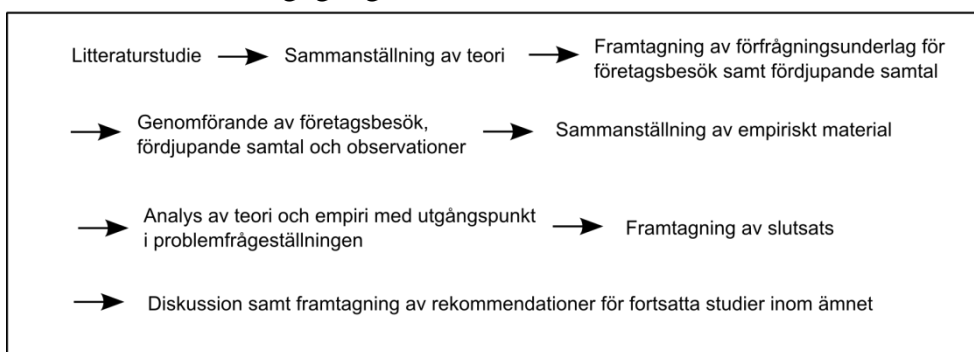 Litteraturstudie → Sammanställning av teori → Framtagning av förfrågningsunderlag för
företagsbesök samt fördjupande samtal
→ Genomförande av företagsbesök,
fördjupande samtal och observationer
→ Sammanställning av empiriskt material
→ Analys av teori och empiri med utgångspunkt
i problemfrågeställningen
→ Framtagning av slutsats
→ Diskussion samt framtagning av rekommendationer för fortsatta studier inom ämnet